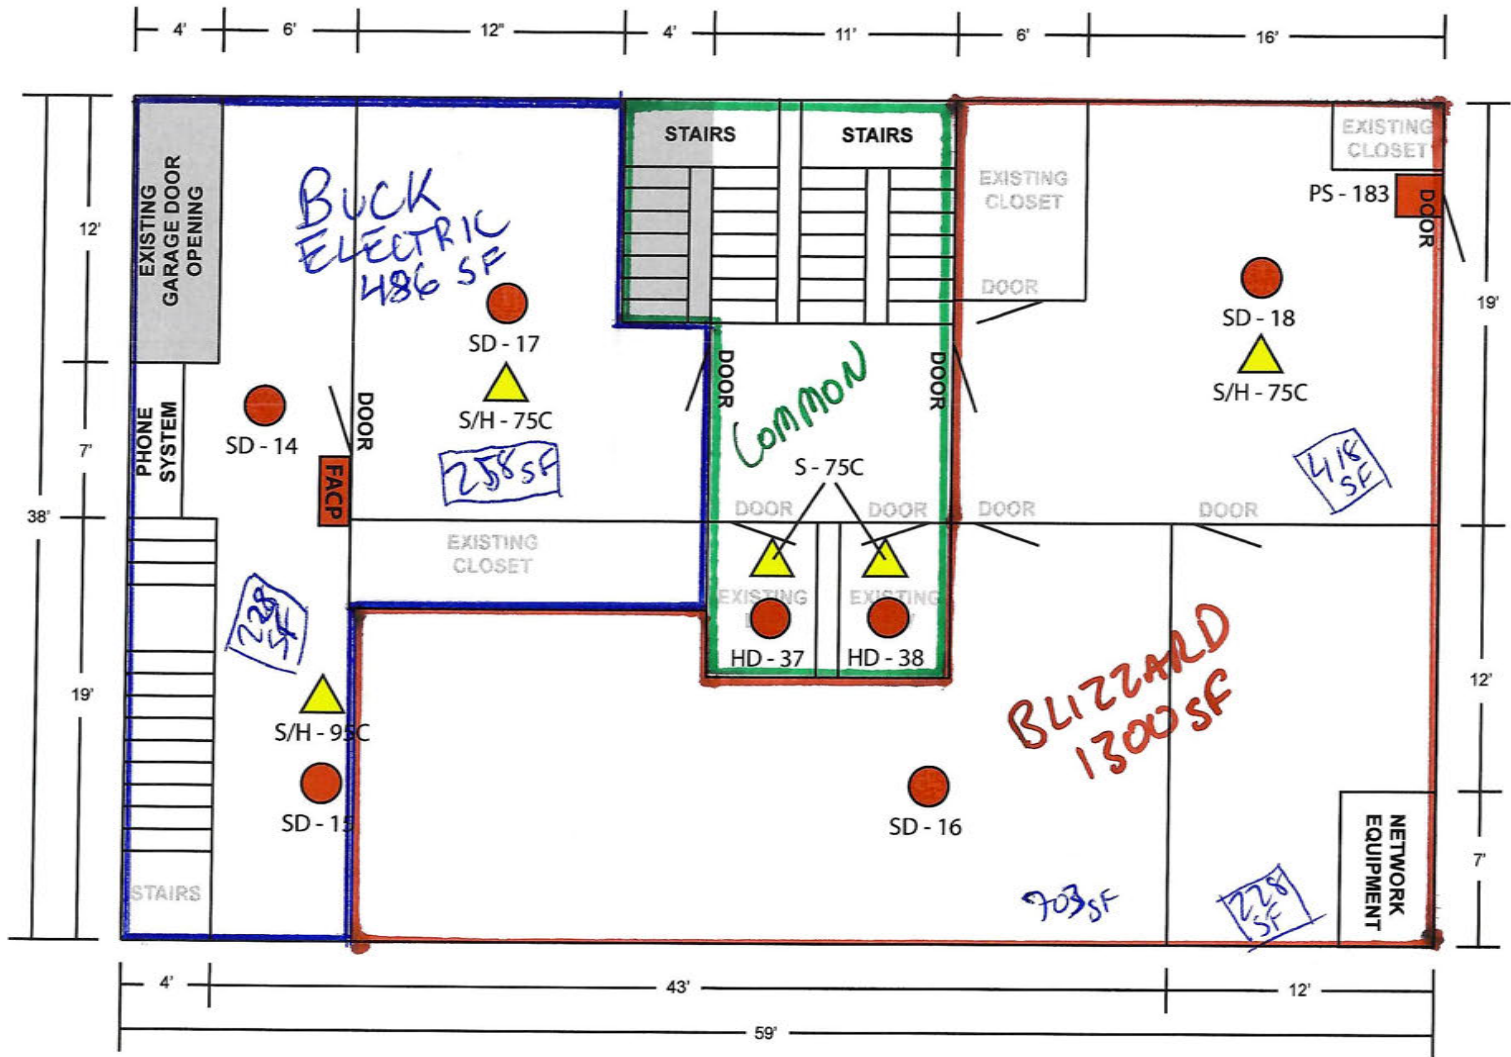 4' 6' 12" 4' 11' 6' 16'
STAIRS
STAIRS
EXISTING
CLOSET
EXISTING
GARAGE DOOR
OPENING
BUCK
ELECTRIC
486 SF
EXISTING
CLOSET
PS - 183
DOOR
12'
SD - 17
S/H - 75C
258 SF
DOOR
SD - 18
S/H - 75C
19'
DOOR
DOOR
COMMON
PHONE
SYSTEM
SD - 14
DOOR
FACP
7'
S - 75C
418
SF
38'
DOOR
DOOR
DOOR
DOOR
EXISTING
CLOSET
EXISTING
EXISTING
HD - 37
HD - 38
228
SF
S/H - 95C
SD - 15
19'
BLIZZARD
1300 SF
12'
SD - 16
NETWORK
EQUIPMENT
7'
STAIRS
703 SF
228
SF
4' 43' 12'
59'